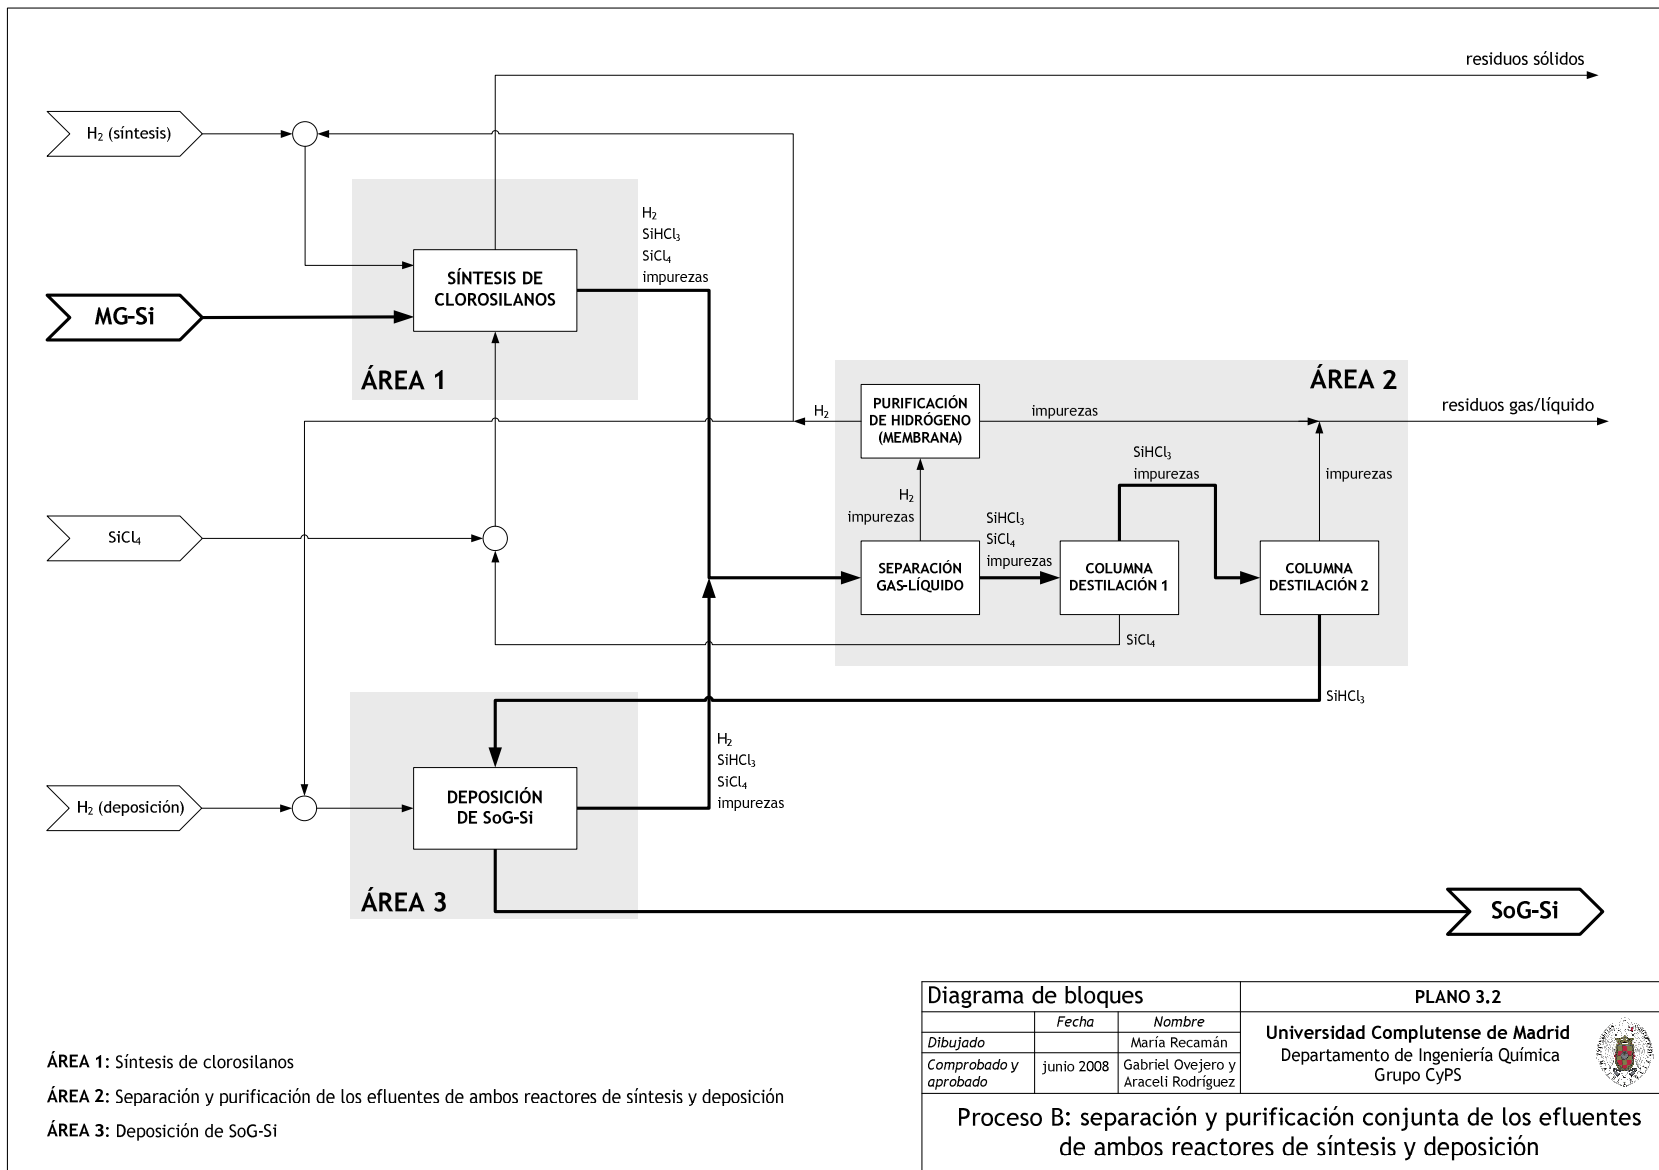 residuos sólidos
H₂ (síntesis)
H₂
SiHCl₃
SiCl₄
impurezas
SÍNTESIS DE
CLOROSILANOS
MG-Si
ÁREA 1
ÁREA 2
PURIFICACIÓN
DE HIDRÓGENO
(MEMBRANA)
H₂
impurezas
residuos gas/líquido
SiHCl₃
impurezas
impurezas
H₂
impurezas
SiHCl₃
SiCl₄
impurezas
SiCl₄
SEPARACIÓN
GAS-LÍQUIDO
COLUMNA
DESTILACIÓN 1
COLUMNA
DESTILACIÓN 2
SiCl₄
SiHCl₃
H₂
SiHCl₃
SiCl₄
impurezas
H₂ (deposición)
DEPOSICIÓN
DE SoG-Si
ÁREA 3
SoG-Si
ÁREA 1: Síntesis de clorosilanos
ÁREA 2: Separación y purificación de los efluentes de ambos reactores de síntesis y deposición
ÁREA 3: Deposición de SoG-Si
Diagrama de bloques
PLANO 3.2
Fecha
Nombre
Dibujado
María Recamán
Comprobado y
aprobado
junio 2008
Gabriel Ovejero y
Araceli Rodríguez
Universidad Complutense de Madrid
Departamento de Ingeniería Química
Grupo CyPS
Proceso B: separación y purificación conjunta de los efluentes
de ambos reactores de síntesis y deposición